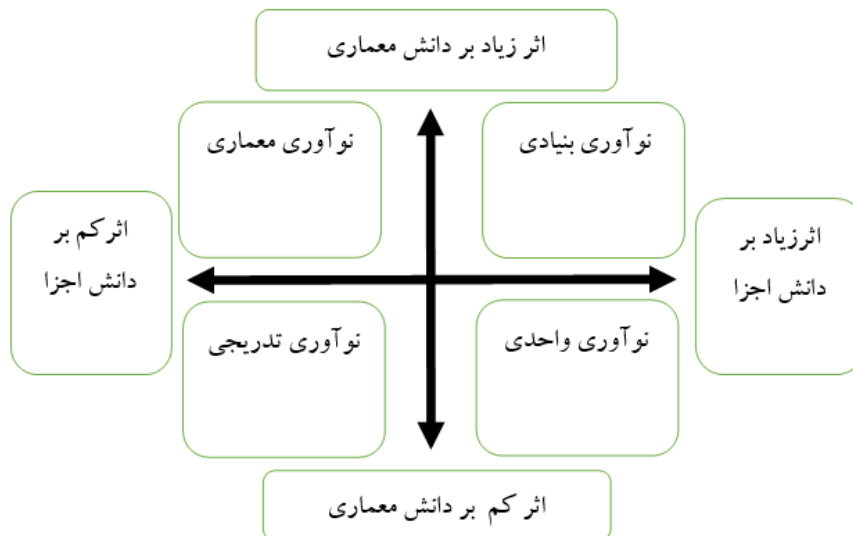 اثر زیاد بر دانش معماری
نوآوری بنیادی
نوآوری معماری
اثرزیاد بر
دانش اجزا
اثرکم بر
دانش اجزا
نوآوری واحدی
نوآوری تدریجی
اثر کم بر دانش معماری